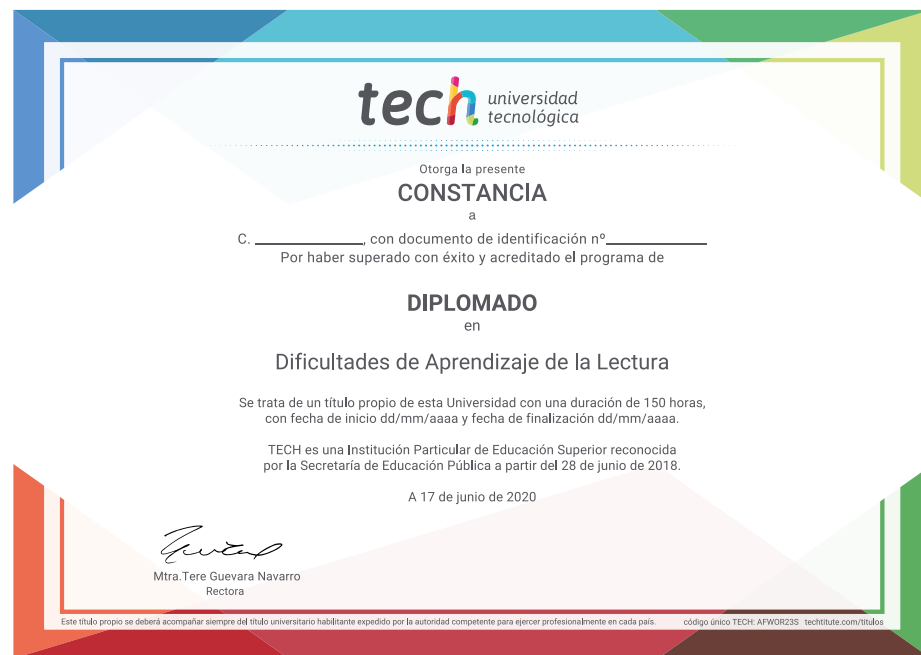 tech universidad
tecnológica
Otorga la presente
CONSTANCIA
a
C. ____________, con documento de identificación nº___________
Por haber superado con éxito y acreditado el programa de
DIPLOMADO
en
Dificultades de Aprendizaje de la Lectura
Se trata de un título propio de esta Universidad con una duración de 150 horas,
con fecha de inicio dd/mm/aaaa y fecha de finalización dd/mm/aaaa.
TECH es una Institución Particular de Educación Superior reconocida
por la Secretaría de Educación Pública a partir del 28 de junio de 2018.
A 17 de junio de 2020
Mtra.Tere Guevara Navarro
Rectora
Este título propio se deberá acompañar siempre del título universitario habilitante expedido por la autoridad competente para ejercer profesionalmente en cada país. código único TECH: AFWOR23S techtitute.com/titulos